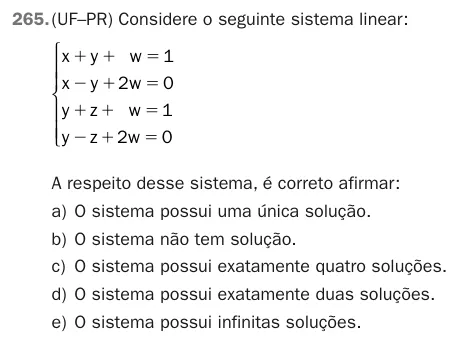 265. (UF–PR) Considere o seguinte sistema linear:
x + y + w = 1
x − y + 2w = 0
y + z + w = 1
y − z + 2w = 0
A respeito desse sistema, é correto afirmar:
a) O sistema possui uma única solução.
b) O sistema não tem solução.
c) O sistema possui exatamente quatro soluções.
d) O sistema possui exatamente duas soluções.
e) O sistema possui infinitas soluções.